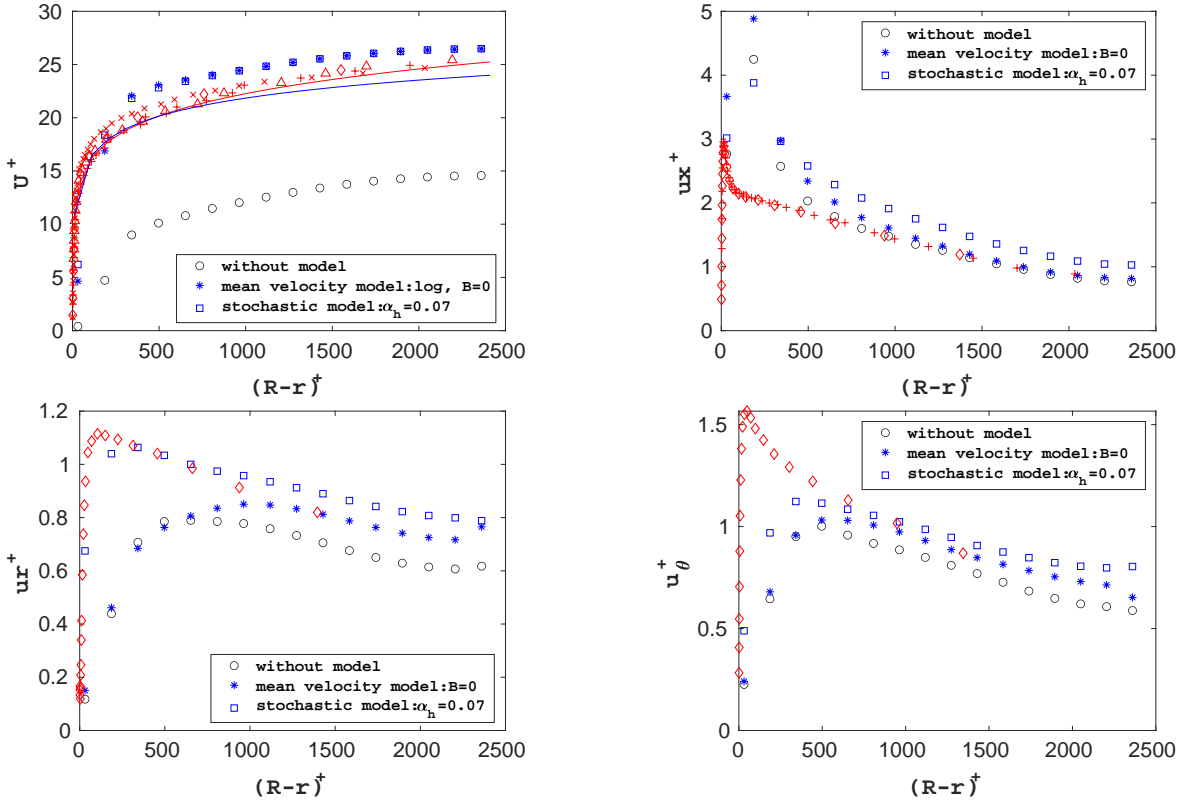 30
25
20
15
10
5
0
U+
0 500 1000 1500 2000 2500
(R-r)+
without model
mean velocity model:log, B=0
stochastic model:αh=0.07
5
4
3
2
1
0
ux+
0 500 1000 1500 2000 2500
(R-r)+
without model
mean velocity model:B=0
stochastic model:αh=0.07
1.2
1
0.8
0.6
0.4
0.2
0
ur+
0 500 1000 1500 2000 2500
(R-r)+
without model
mean velocity model:B=0
stochastic model:αh=0.07
1.5
1
0.5
0
uθ+
0 500 1000 1500 2000 2500
(R-r)+
without model
mean velocity model:B=0
stochastic model:αh=0.07